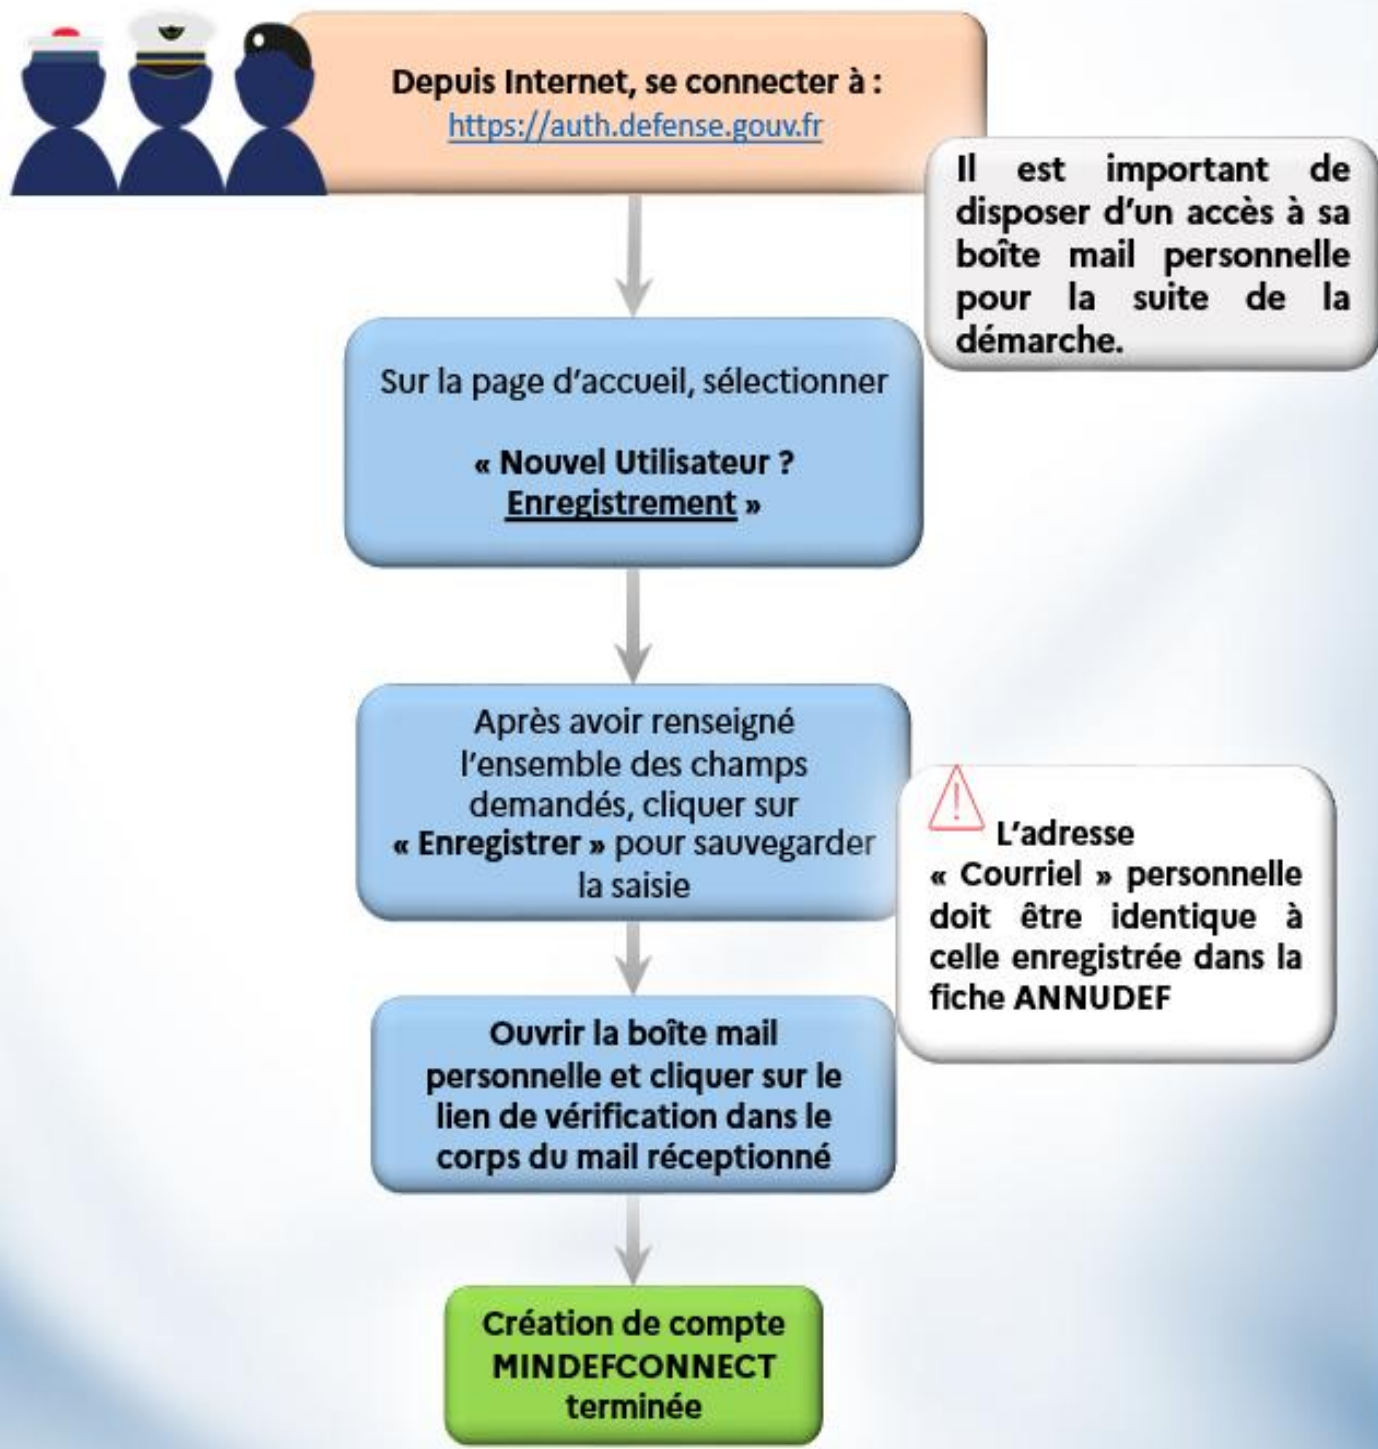 Depuis Internet, se connecter à :
https://auth.defense.gouv.fr
Il est important de
disposer d'un accès à sa
boîte mail personnelle
pour la suite de la
démarche.
Sur la page d'accueil, sélectionner
« Nouvel Utilisateur ?
Enregistrement »
Après avoir renseigné
l'ensemble des champs
demandés, cliquer sur
« Enregistrer » pour sauvegarder
la saisie
L'adresse
« Courriel » personnelle
doit être identique à
celle enregistrée dans la
fiche ANNUDEF
Ouvrir la boîte mail
personnelle et cliquer sur le
lien de vérification dans le
corps du mail réceptionné
Création de compte
MINDEFCONNECT
terminée